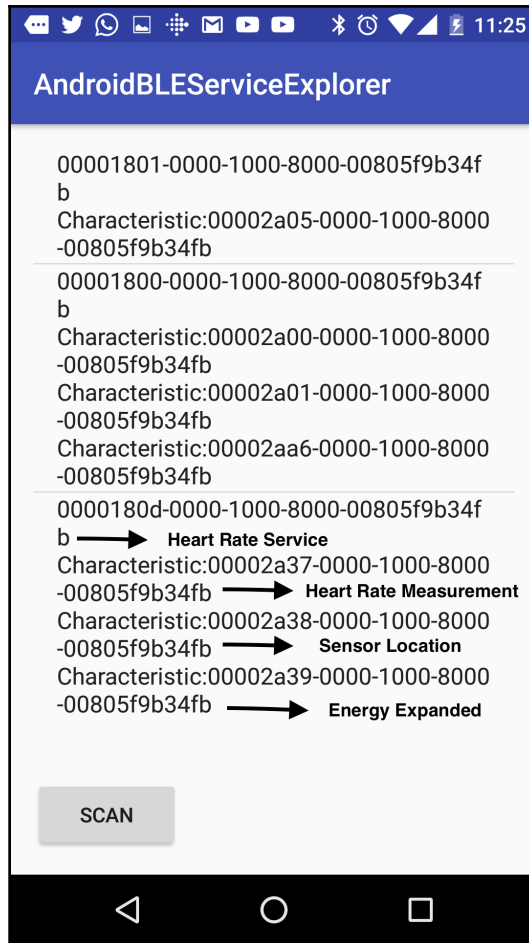 11:25
AndroidBLEServiceExplorer
00001801-0000-1000-8000-00805f9b34f
b
Characteristic:00002a05-0000-1000-8000
-00805f9b34fb
00001800-0000-1000-8000-00805f9b34f
b
Characteristic:00002a00-0000-1000-8000
-00805f9b34fb
Characteristic:00002a01-0000-1000-8000
-00805f9b34fb
Characteristic:00002aa6-0000-1000-8000
-00805f9b34fb
0000180d-0000-1000-8000-00805f9b34f
b Heart Rate Service
Characteristic:00002a37-0000-1000-8000
-00805f9b34fb Heart Rate Measurement
Characteristic:00002a38-0000-1000-8000
-00805f9b34fb Sensor Location
Characteristic:00002a39-0000-1000-8000
-00805f9b34fb Energy Expanded
SCAN